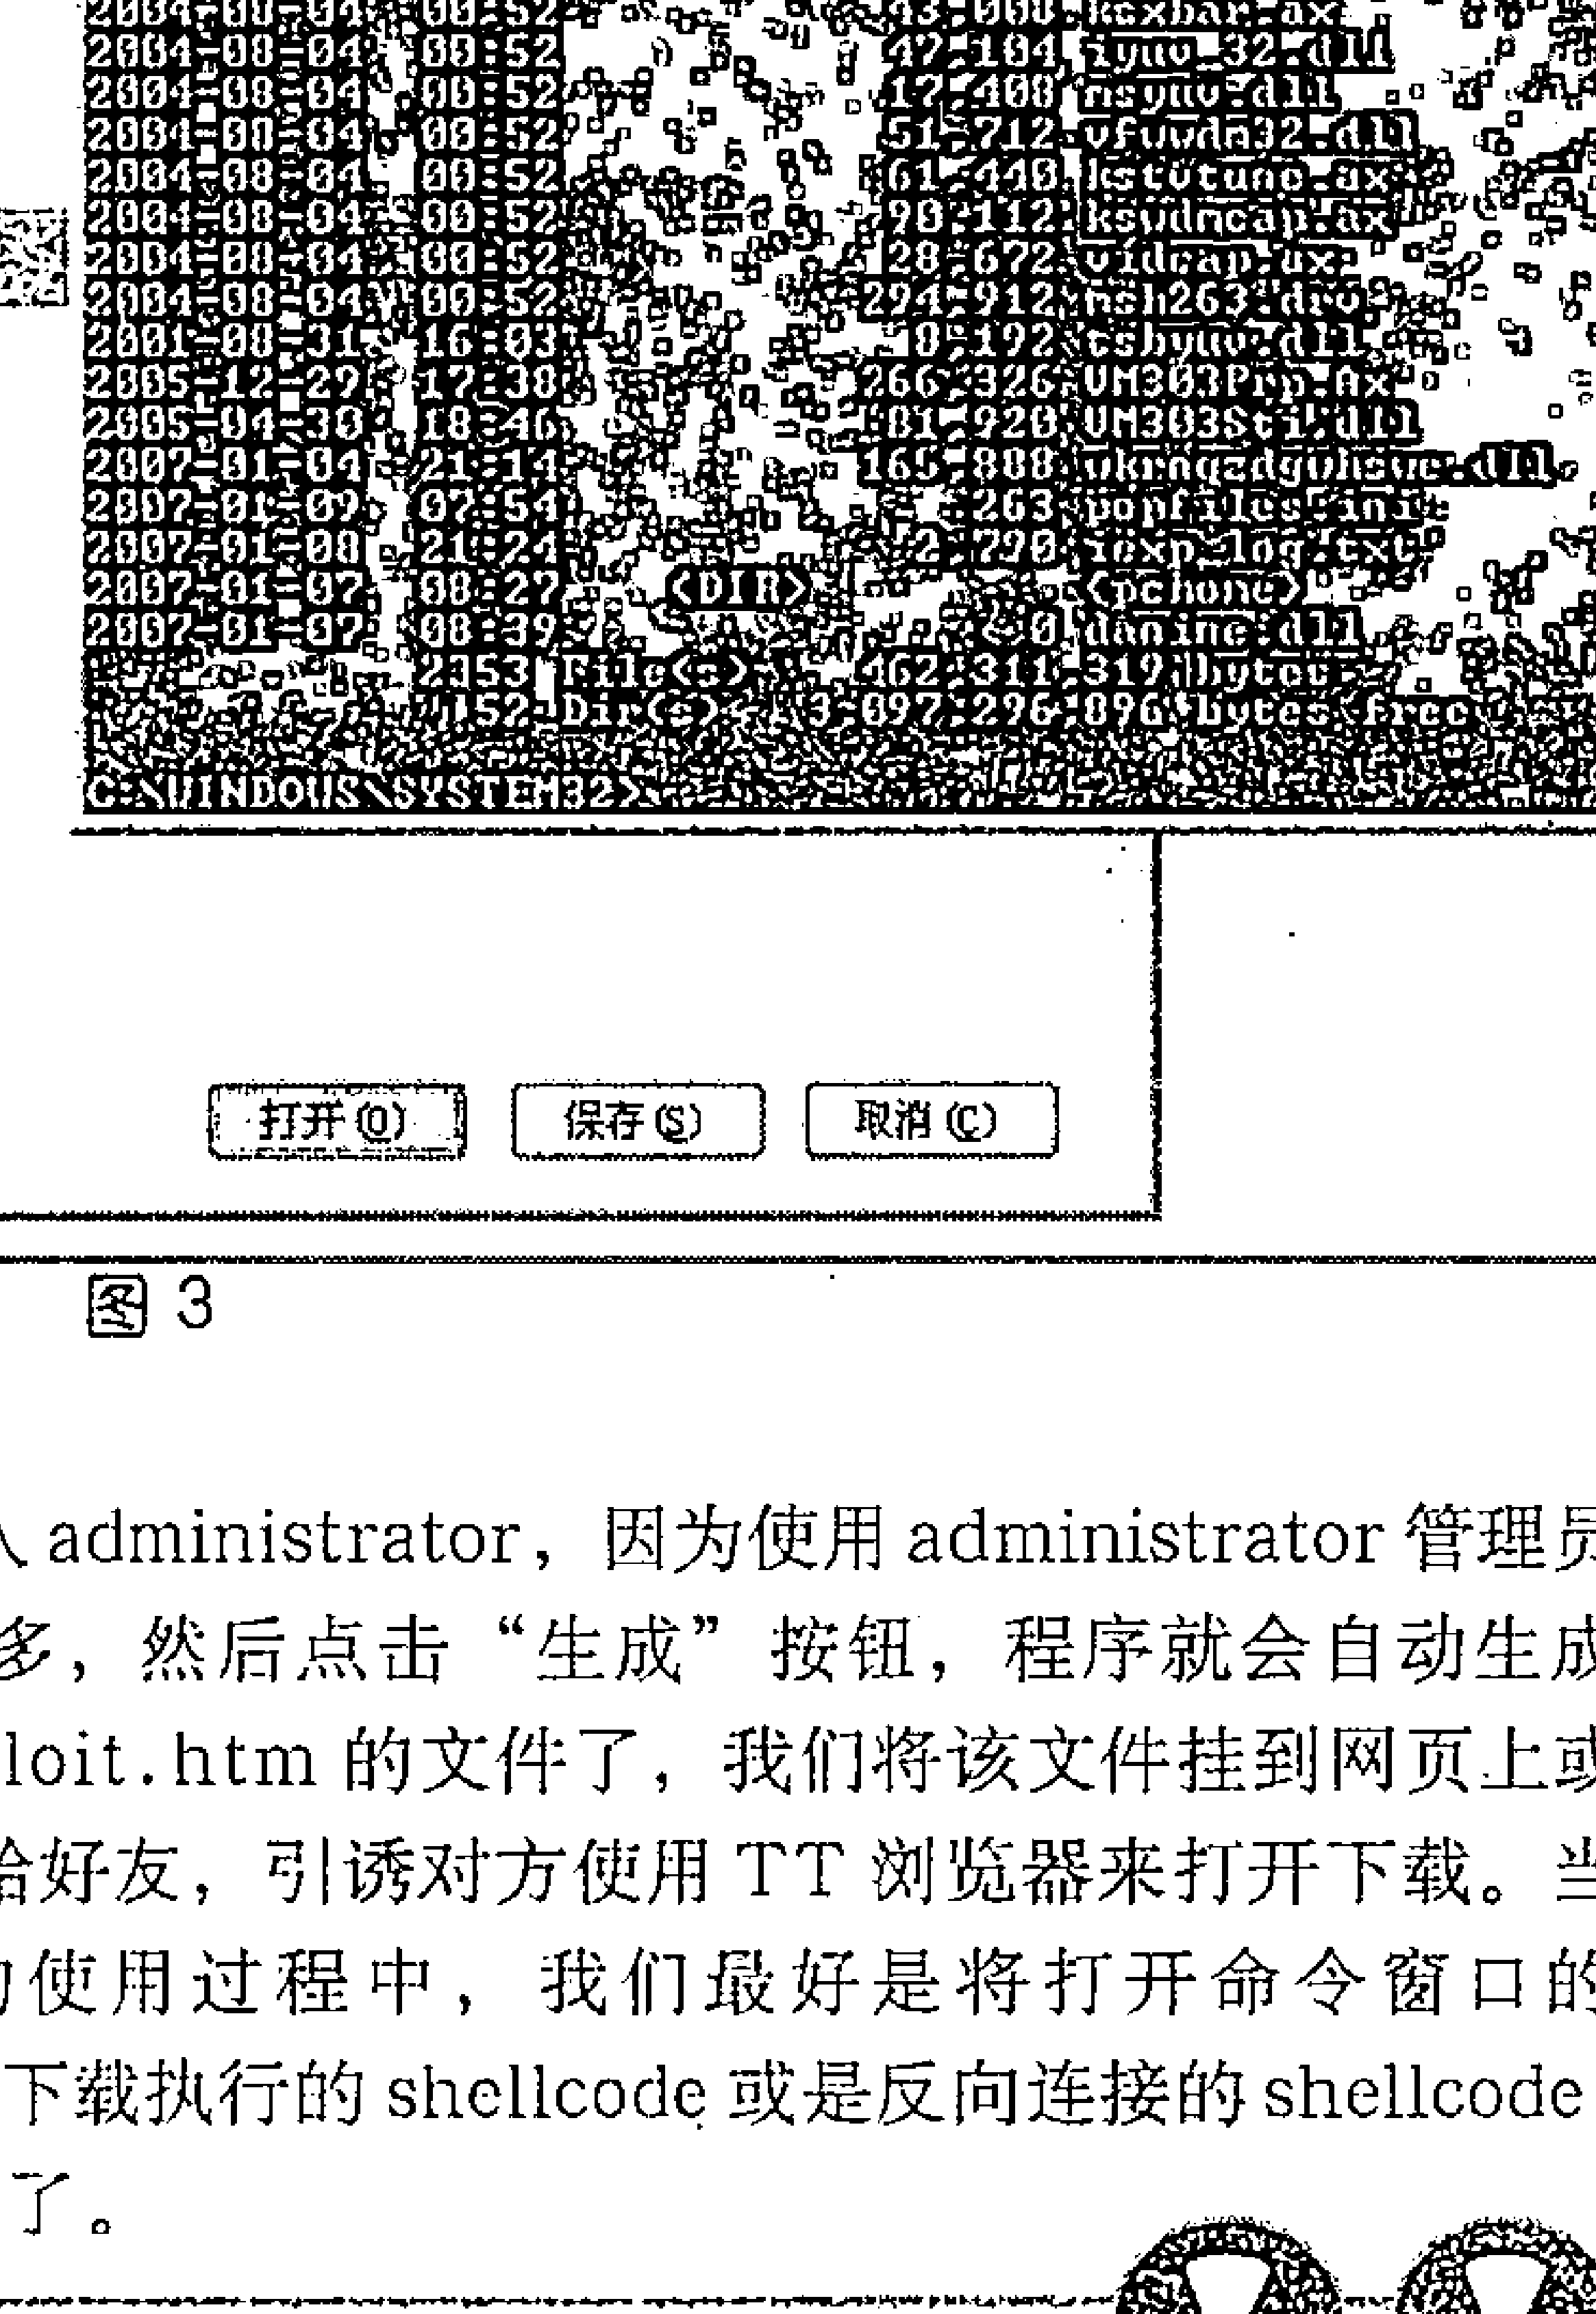 2004-08-04 00:52 42,104
2004-08-04 00:52 17,408 msyuv.dll
2004-08-04 00:52 51,712 vfwwdm32.dll
2004-08-04 00:52 61,440 kstvtune.ax
2004-08-04 00:52 90,112 ksvdmcap.ax
2004-08-04 00:52 28,672 vidcap.ax
2004-08-04 00:52 294,912 msh263.drv
2001-08-31 16:03 8,192 tsbyuv.dll
2005-12-29 17:38 266,326 VM303Prp.ax
2005-04-30 18:46 81,920 VM303Sti.dll
2007-01-04 21:14
2007-01-09 07:54 263 popfiles.ini
2007-01-08 21:24
2007-01-07 08:27 <DIR> <pchome>
2007-01-07 08:39 0
2153 File(s) 462,311,319 bytes
152 Dir(s) 3,097,296,896 bytes free
C:\WINDOWS\SYSTEM32>
打开(O) 保存(S) 取消(C)
图 3
入 administrator，因为使用 administrator 管理员
多，然后点击“生成”按钮，程序就会自动生成
loit.htm 的文件了，我们将该文件挂到网页上或
给好友，引诱对方使用 TT 浏览器来打开下载。当
的使用过程中，我们最好是将打开命令窗口的
下载执行的 shellcode 或是反向连接的 shellcode
了。